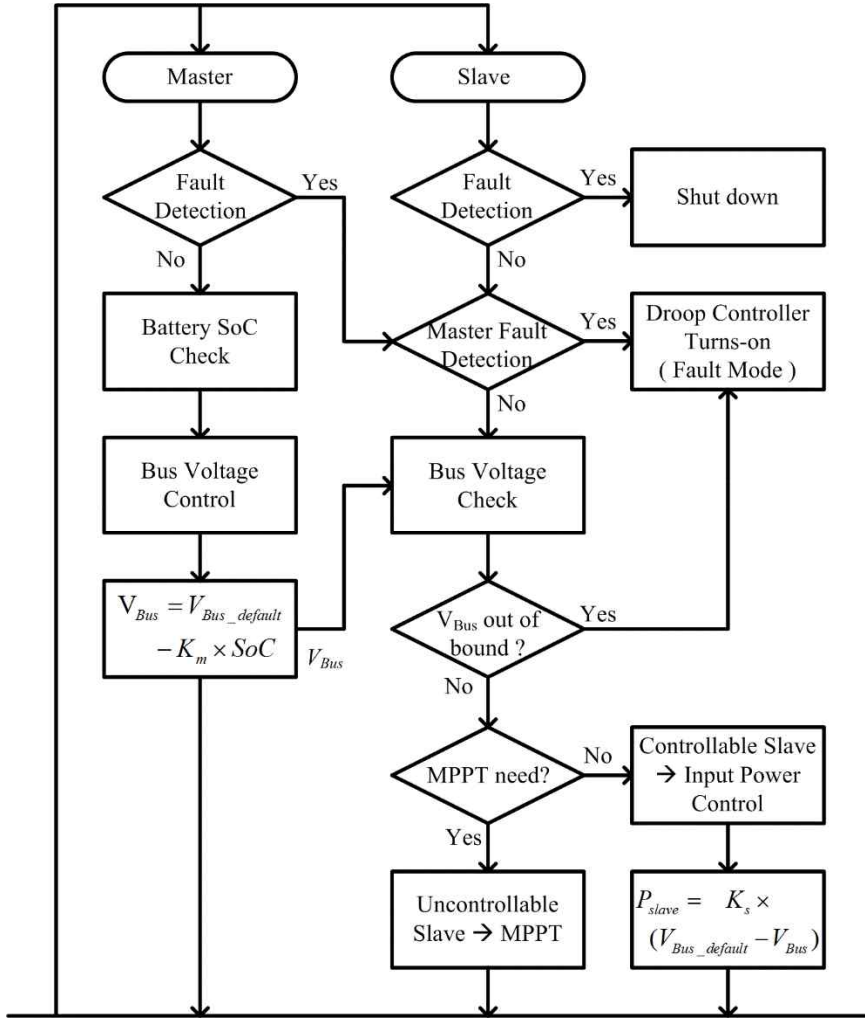 Master
Slave
Fault
Detection
Yes
No
Fault
Detection
Yes
No
Shut down
Battery SoC
Check
Master Fault
Detection
Yes
No
Droop Controller
Turns-on
( Fault Mode )
Bus Voltage
Control
Bus Voltage
Check
V_Bus = V_Bus_default
− K_m × SoC
V_Bus
V_Bus out of
bound ?
Yes
No
MPPT need?
No
Yes
Controllable Slave
→ Input Power
Control
Uncontrollable
Slave → MPPT
P_slave = K_s ×
(V_Bus_default − V_Bus)